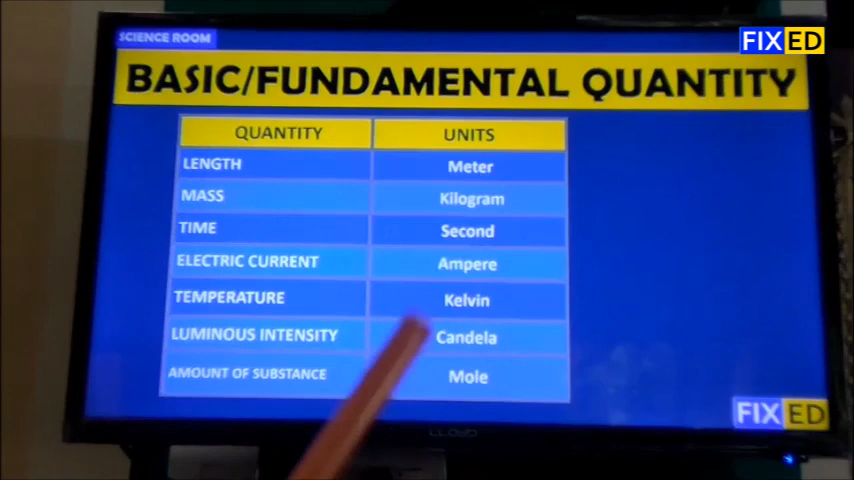 SCIENCE ROOM
FIXED
BASIC/FUNDAMENTAL QUANTITY
QUANTITY UNITS
LENGTH Meter
MASS Kilogram
TIME Second
ELECTRIC CURRENT Ampere
TEMPERATURE Kelvin
LUMINOUS INTENSITY Candela
AMOUNT OF SUBSTANCE Mole
FIXED
LLOYD